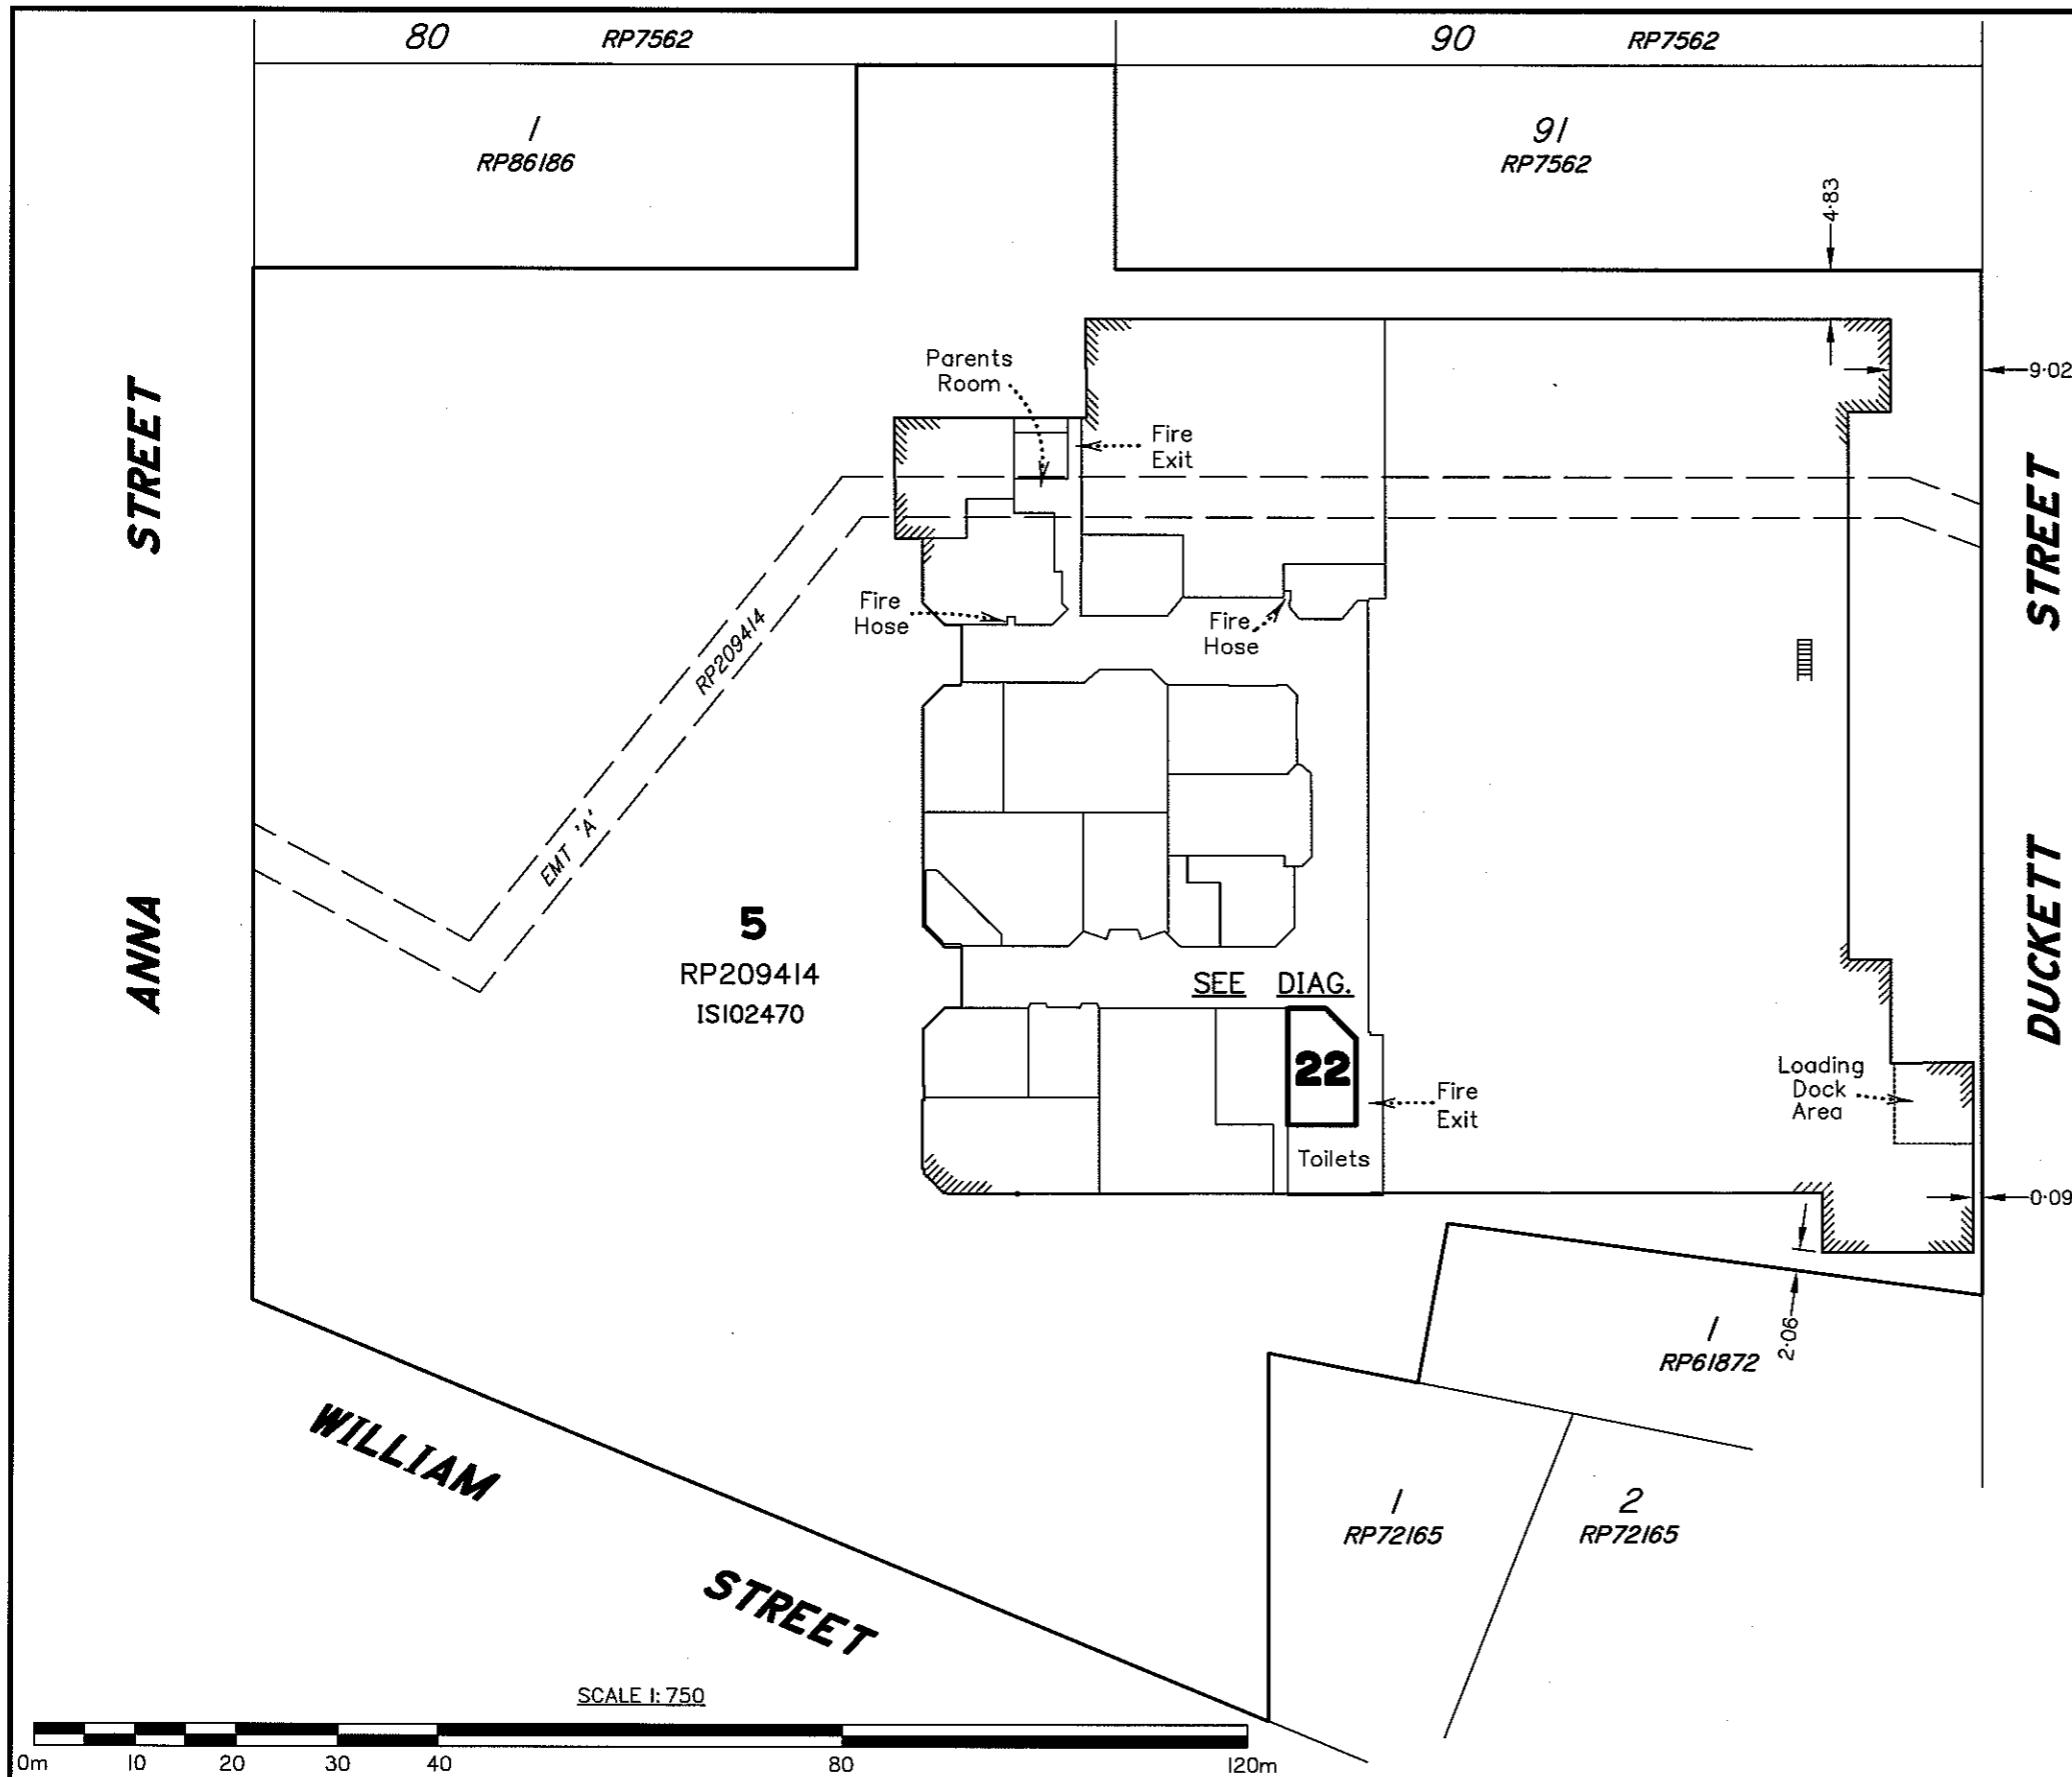 80 RP7562 90 RP7562
1
RP86186
91
RP7562
4·83
Parents
Room
Fire
Exit
9·02
STREET
ANNA
STREET
DUCKETT
Fire
Hose
Fire
Hose
RP209414
EMT 'A'
5
RP209414
IS102470
SEE DIAG.
22
Toilets
Fire
Exit
Loading
Dock
Area
0·09
2·06
1
RP61872
WILLIAM
STREET
1
RP72165
2
RP72165
SCALE 1: 750
0m 10 20 30 40 80 120m